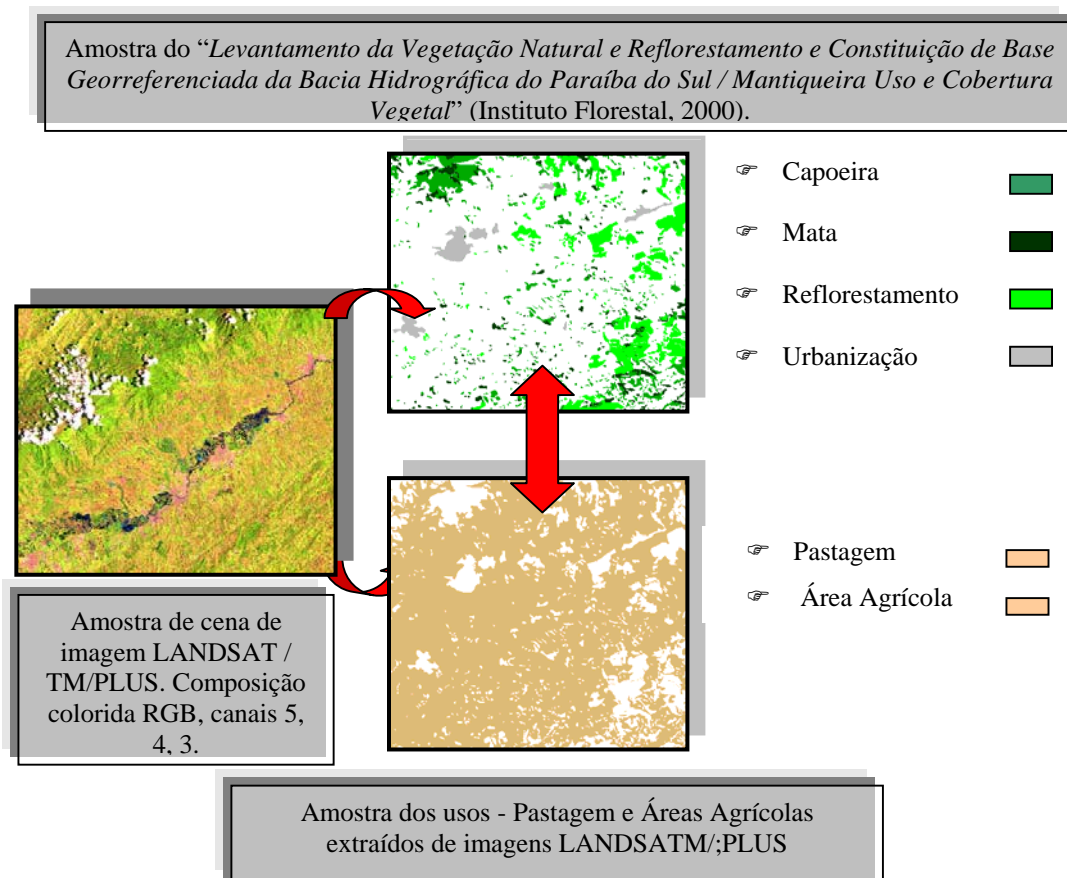 Amostra do “Levantamento da Vegetação Natural e Reflorestamento e Constituição de Base
Georreferenciada da Bacia Hidrográfica do Paraíba do Sul / Mantiqueira Uso e Cobertura
Vegetal” (Instituto Florestal, 2000).
Capoeira
Mata
Reflorestamento
Urbanização
Pastagem
Área Agrícola
Amostra de cena de
imagem LANDSAT /
TM/PLUS. Composição
colorida RGB, canais 5,
4, 3.
Amostra dos usos - Pastagem e Áreas Agrícolas
extraídos de imagens LANDSATM/;PLUS